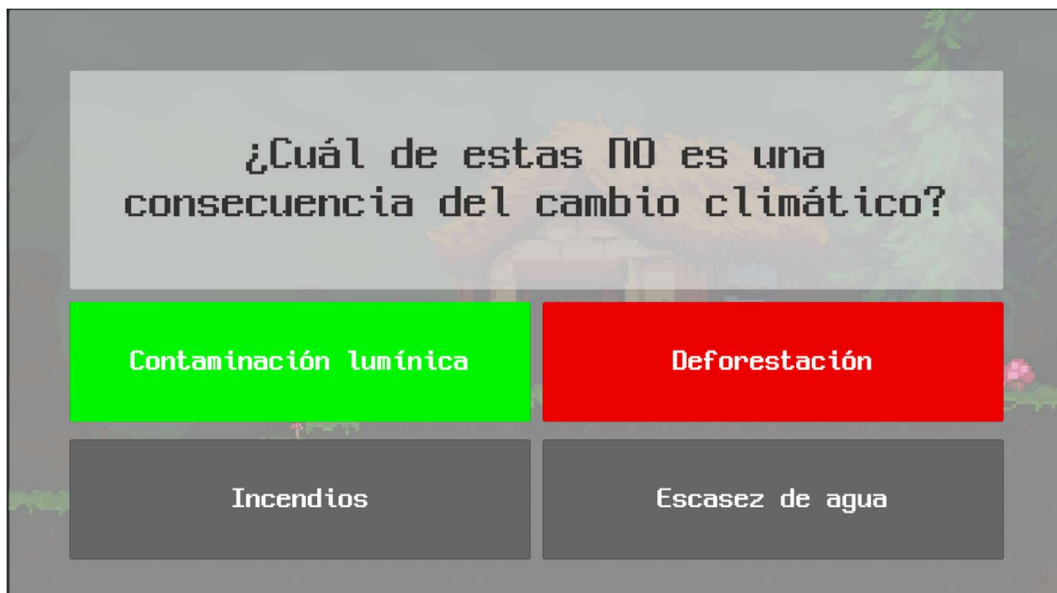 ¿Cuál de estas NO es una
consecuencia del cambio climático?
Contaminación lumínica
Deforestación
Incendios
Escasez de agua